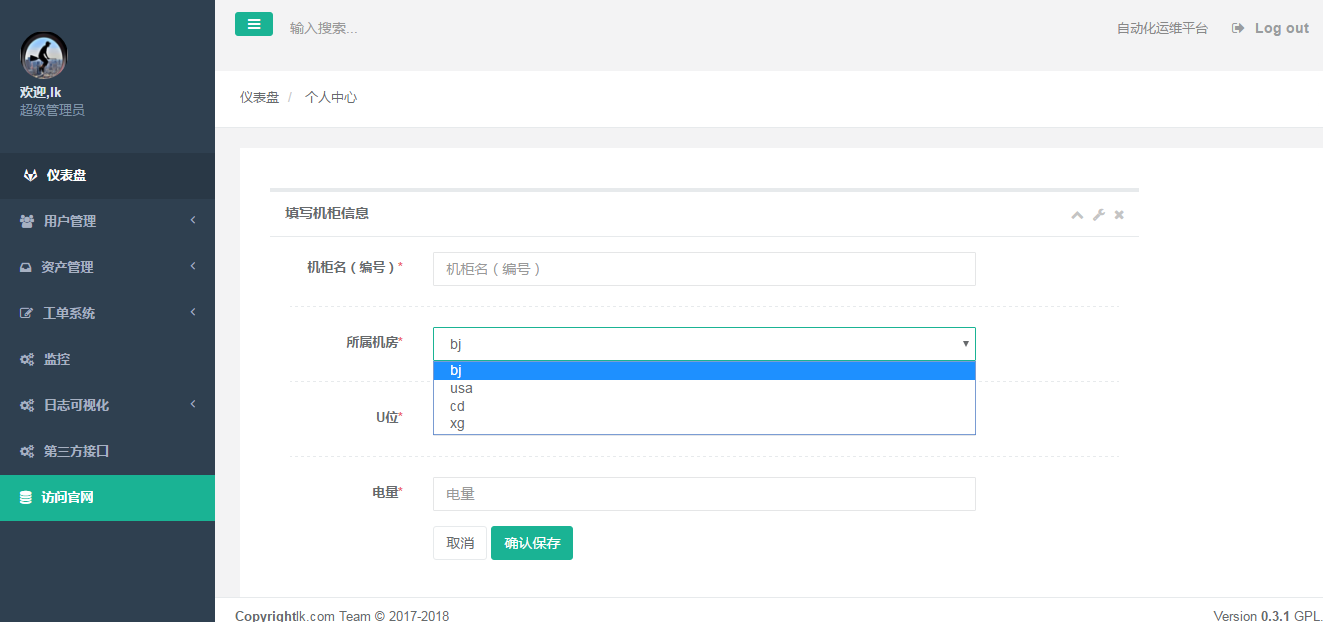 输入搜索...
自动化运维平台
Log out
欢迎,lk
超级管理员
仪表盘
用户管理
资产管理
工单系统
监控
日志可视化
第三方接口
访问官网
仪表盘 / 个人中心
填写机柜信息
机柜名（编号）*
机柜名（编号）
所属机房*
bj
bj
usa
cd
xg
U位*
电量*
电量
取消
确认保存
Copyrightlk.com Team © 2017-2018
Version 0.3.1 GPL.